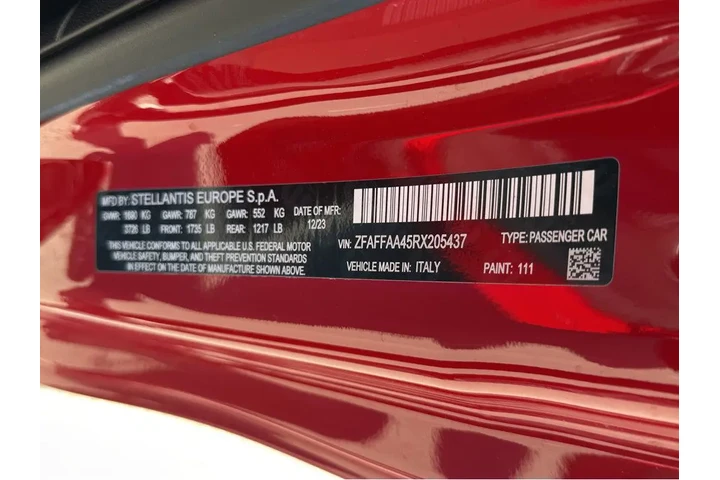 MFD BY: STELLANTIS EUROPE S.p.A.
GVWR: 1690 KG GAWR: 787 KG GAWR: 552 KG
3726 LB FRONT: 1735 LB REAR: 1217 LB
DATE OF MFR:
12/23
THIS VEHICLE CONFORMS TO ALL APPLICABLE U.S. FEDERAL MOTOR
VEHICLE SAFETY, BUMPER, AND THEFT PREVENTION STANDARDS
IN EFFECT ON THE DATE OF MANUFACTURE SHOWN ABOVE.
VIN: ZFAFFAA45RX205437 TYPE: PASSENGER CAR
VEHICLE MADE IN: ITALY PAINT: 111